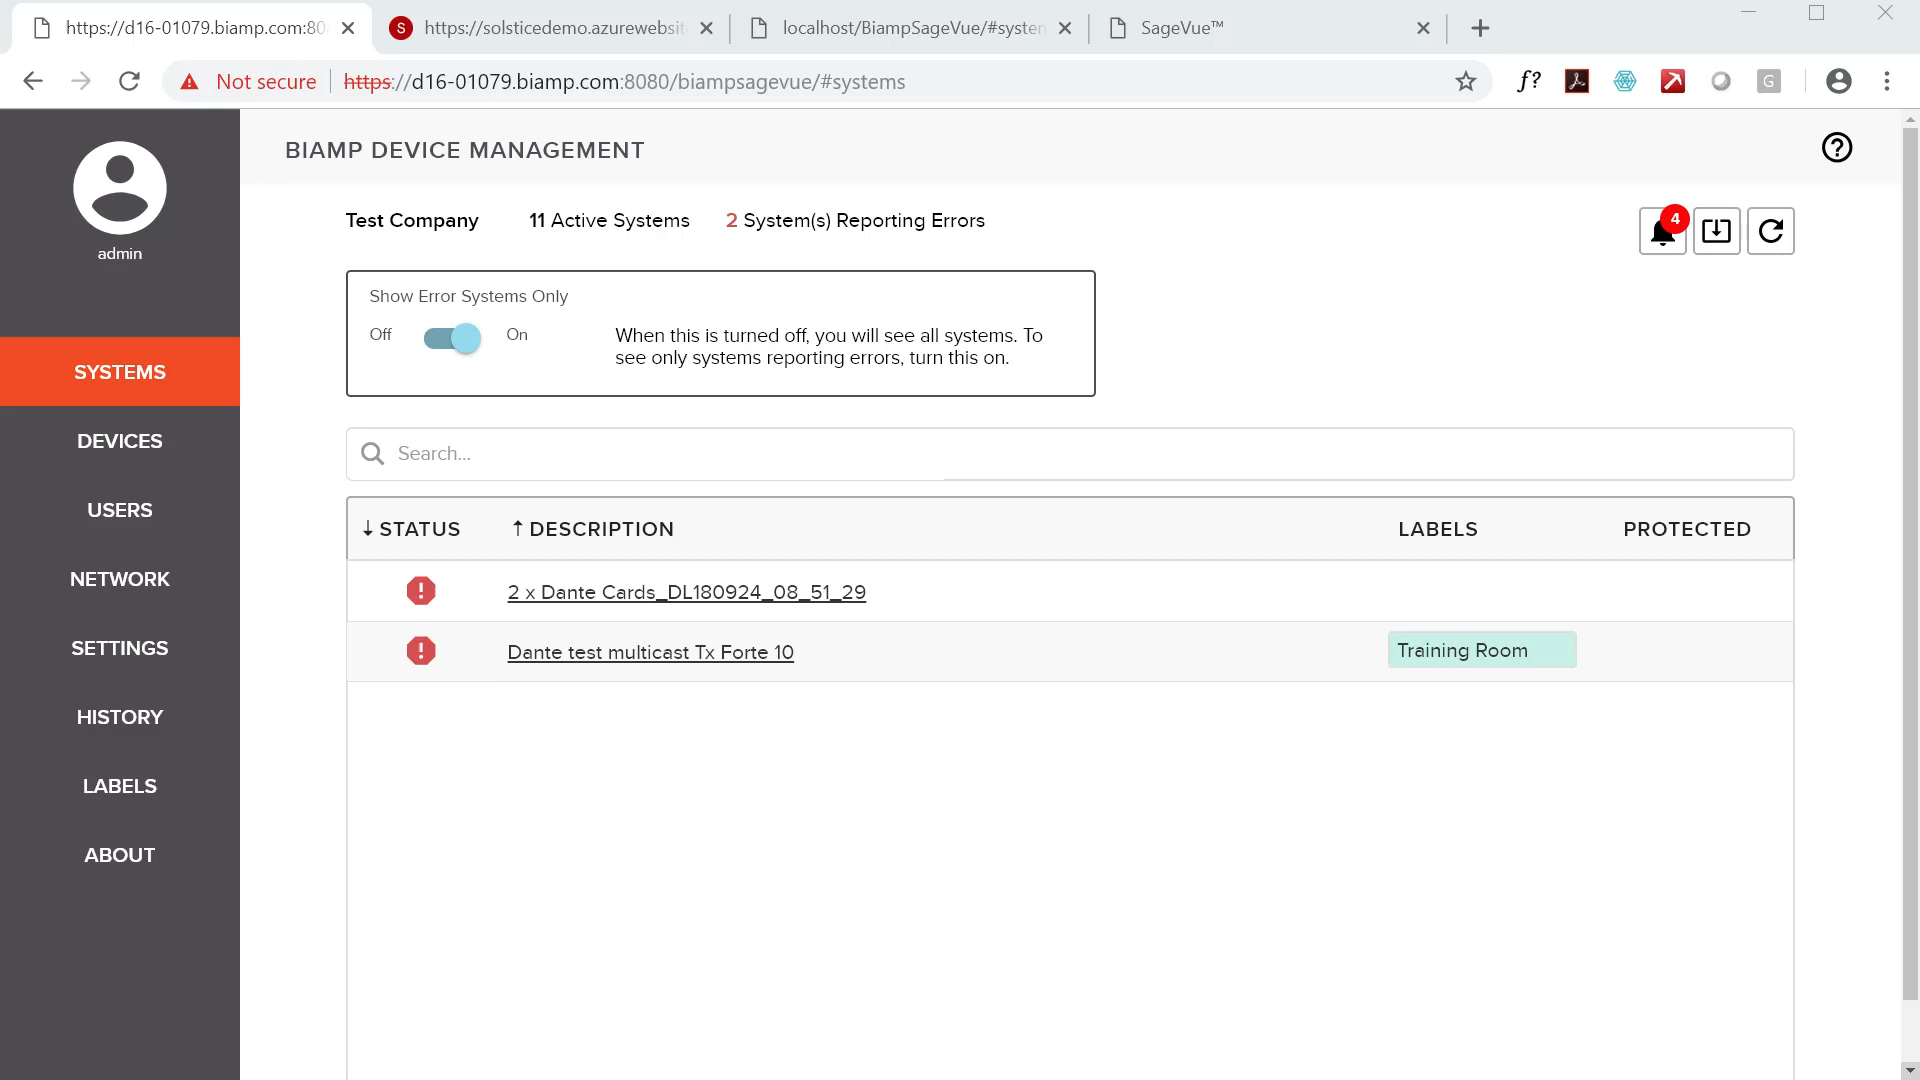 https://d16-01079.biamp.com:80
https://solsticedemo.azurewebsit
localhost/BiampSageVue/#system
SageVue™
Not secure
https://d16-01079.biamp.com:8080/biampsagevue/#systems
f?
G
BIAMP DEVICE MANAGEMENT
admin
Test Company
11 Active Systems
2 System(s) Reporting Errors
4
Show Error Systems Only
Off
On
When this is turned off, you will see all systems. To
see only systems reporting errors, turn this on.
SYSTEMS
DEVICES
USERS
NETWORK
SETTINGS
HISTORY
LABELS
ABOUT
Search...
↓ STATUS
↑ DESCRIPTION
LABELS
PROTECTED
2 x Dante Cards_DL180924_08_51_29
Dante test multicast Tx Forte 10
Training Room